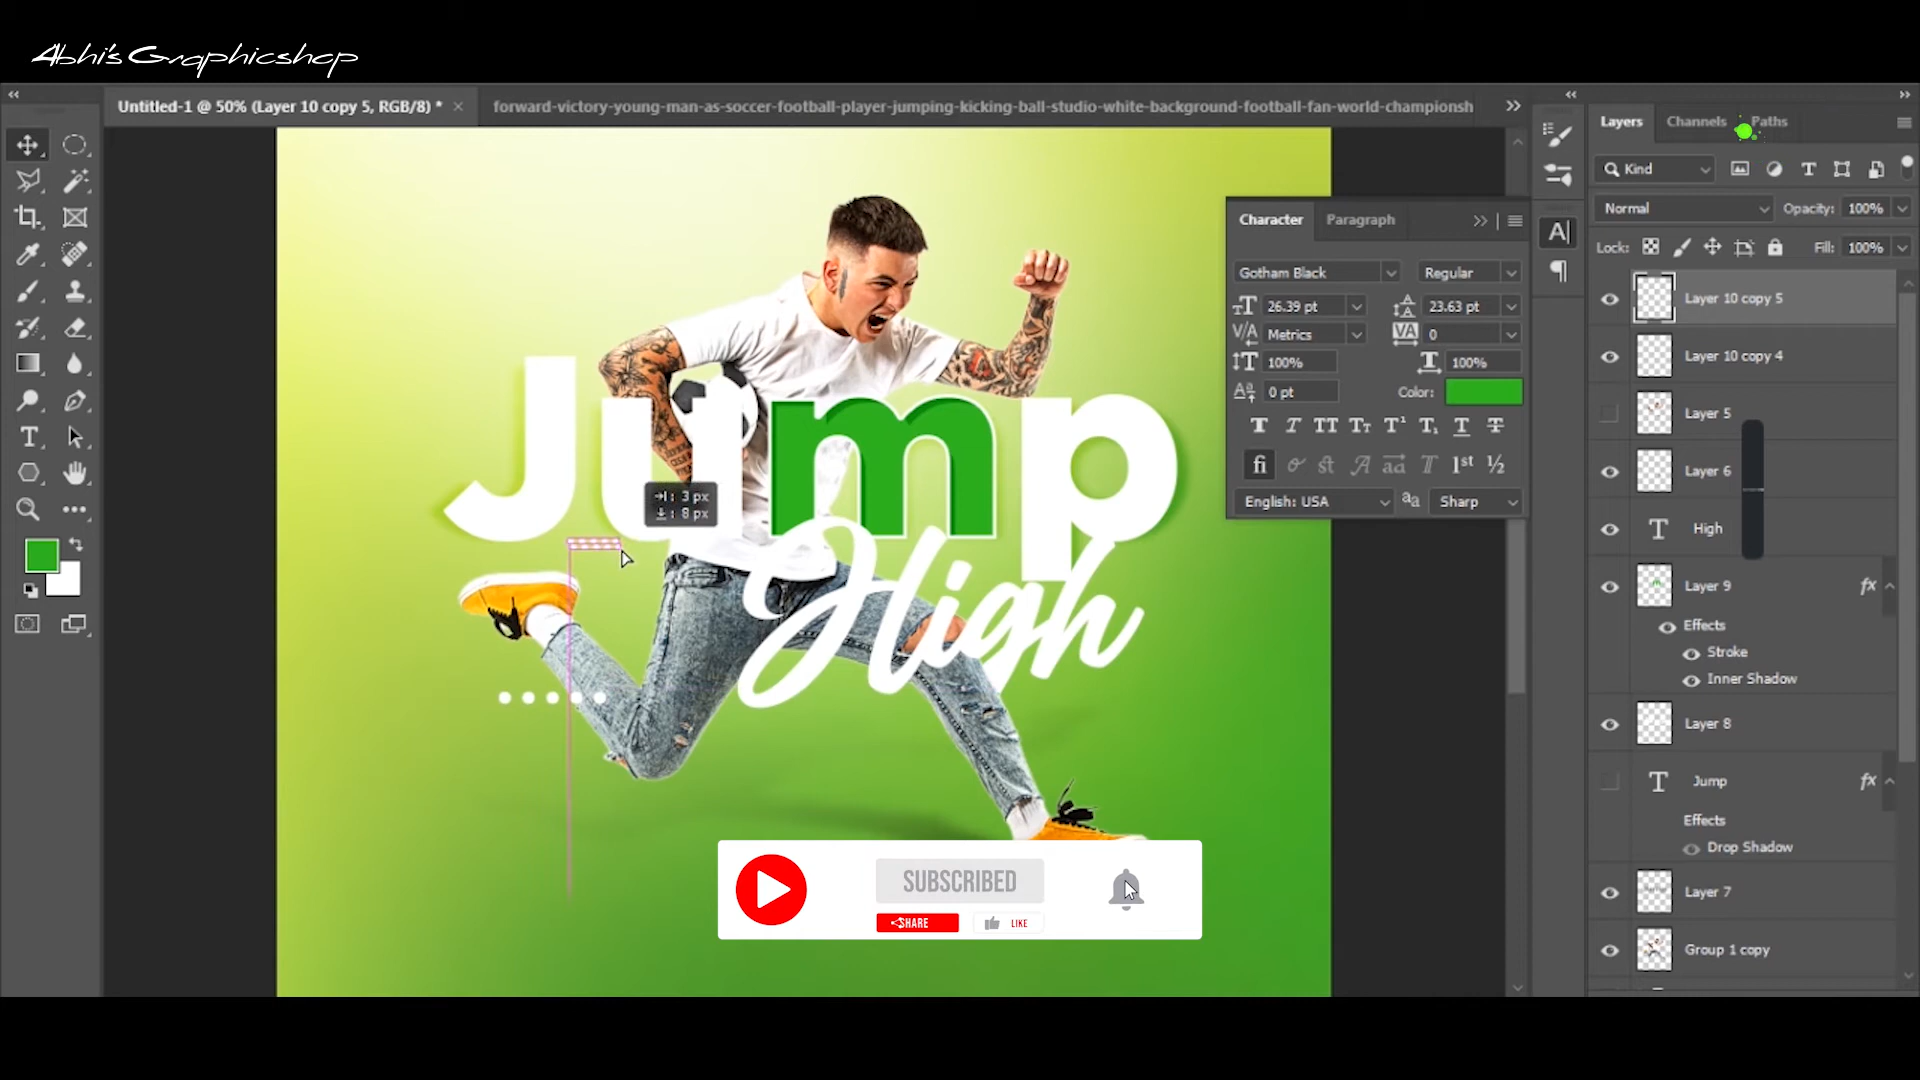 Abhi's Graphicshop
Untitled-1 @ 50% (Layer 10 copy 5, RGB/8) *
forward-victory-young-man-as-soccer-football-player-jumping-kicking-ball-studio-white-background-football-fan-world-championsh
Layers
Channels
Paths
Kind
Normal
Opacity: 100%
Lock:
Fill: 100%
Layer 10 copy 5
Layer 10 copy 4
Layer 5
Layer 6
High
Layer 9
fx
Effects
Stroke
Inner Shadow
Layer 8
Jump
fx
Effects
Drop Shadow
Layer 7
Group 1 copy
Character
Paragraph
Gotham Black
Regular
26.39 pt
23.63 pt
Metrics
0
100%
100%
0 pt
Color:
English: USA
Sharp
Jump
High
3 px
8 px
SUBSCRIBED
SHARE
LIKE